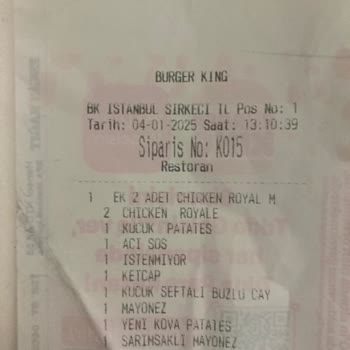 BURGER KING
BK ISTANBUL SIRKECI TL Pos No: 1
Tarih: 04-01-2025 Saat: 13:10:39
Siparis No: K015
Restoran
1 EK 2 ADET CHICKEN ROYAL M
2 CHICKEN ROYALE
1 KUCUK PATATES
1 ACI SOS
1 ISTENMIYOR
1 KETCAP
1 KUCUK SEFTALI BUZLU CAY
1 MAYONEZ
1 YENI KOVA PATATES
1 SARIMSAKLI MAYONEZ